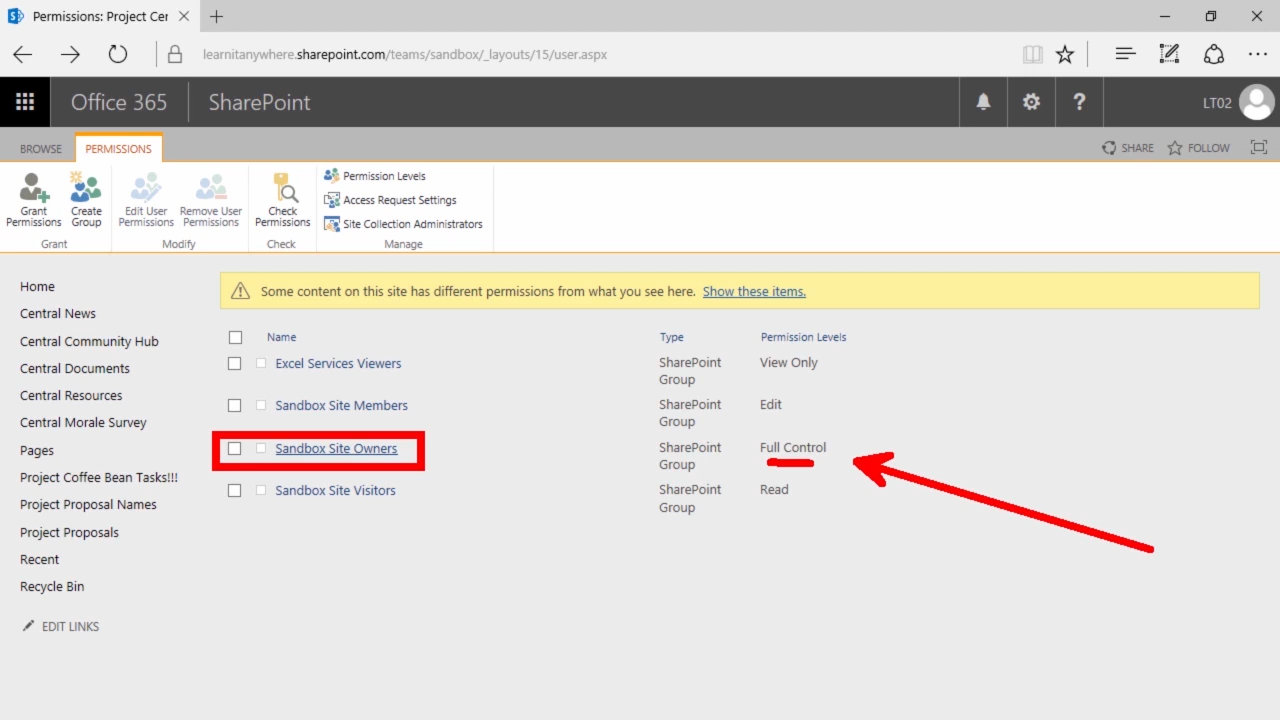 Permissions: Project Cer
learnitanywhere.sharepoint.com/teams/sandbox/_layouts/15/user.aspx
Office 365 SharePoint ? LT02
BROWSE PERMISSIONS SHARE FOLLOW
Grant Permissions
Create Group
Edit User Permissions
Remove User Permissions
Check Permissions
Permission Levels
Access Request Settings
Site Collection Administrators
Grant Modify Check Manage
Home
Central News
Central Community Hub
Central Documents
Central Resources
Central Morale Survey
Pages
Project Coffee Bean Tasks!!!
Project Proposal Names
Project Proposals
Recent
Recycle Bin
EDIT LINKS
Some content on this site has different permissions from what you see here. Show these items.
Name Type Permission Levels
Excel Services Viewers SharePoint Group View Only
Sandbox Site Members SharePoint Group Edit
Sandbox Site Owners SharePoint Group Full Control
Sandbox Site Visitors SharePoint Group Read